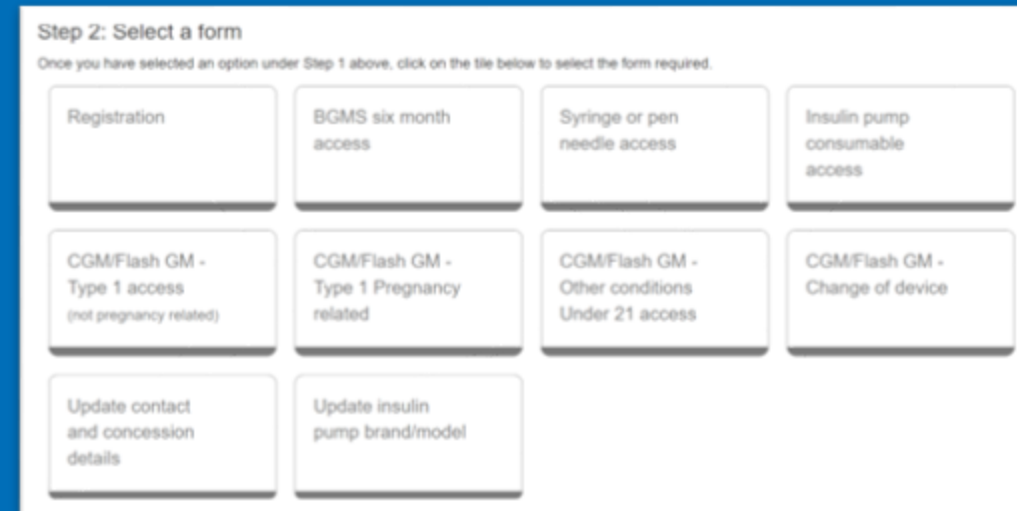 Step 2: Select a form
Once you have selected an option under Step 1 above, click on the tile below to select the form required.
Registration
BGMS six month
access
Syringe or pen
needle access
Insulin pump
consumable
access
CGM/Flash GM -
Type 1 access
(not pregnancy related)
CGM/Flash GM -
Type 1 Pregnancy
related
CGM/Flash GM -
Other conditions
Under 21 access
CGM/Flash GM -
Change of device
Update contact
and concession
details
Update insulin
pump brand/model